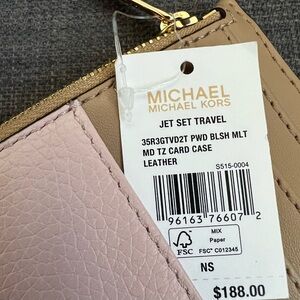 MICHAEL
MICHAEL KORS
JET SET TRAVEL
35R3GTVD2T PWD BLSH MLT
MD TZ CARD CASE
LEATHER
S515-0004
96163 76607 2
FSC
MIX
Paper
FSC® C012345
NS
$188.00